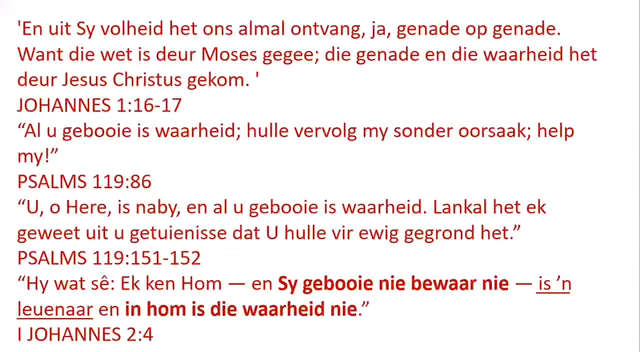 'En uit Sy volheid het ons almal ontvang, ja, genade op genade.
Want die wet is deur Moses gegee; die genade en die waarheid het
deur Jesus Christus gekom. '
JOHANNES 1:16-17
“Al u gebooie is waarheid; hulle vervolg my sonder oorsaak; help
my!”
PSALMS 119:86
“U, o Here, is naby, en al u gebooie is waarheid. Lankal het ek
geweet uit u getuienisse dat U hulle vir ewig gegrond het.”
PSALMS 119:151-152
“Hy wat sê: Ek ken Hom — en Sy gebooie nie bewaar nie — is ’n
leuenaar en in hom is die waarheid nie.”
I JOHANNES 2:4